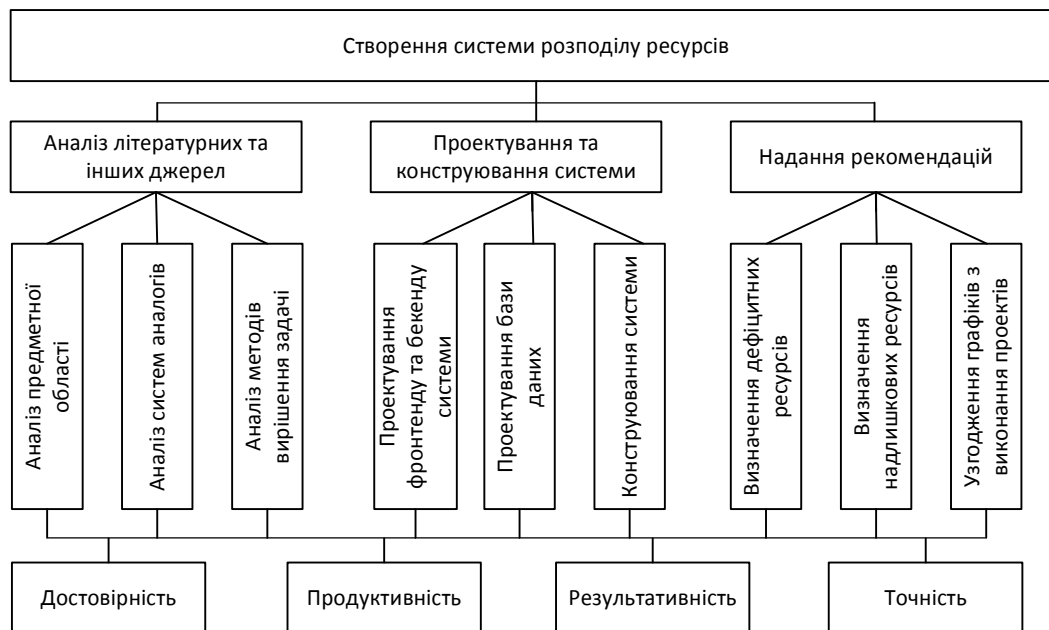 Створення системи розподілу ресурсів
Аналіз літературних та
інших джерел
Проектування та
конструювання системи
Надання рекомендацій
Аналіз предметної
області
Аналіз систем аналогів
Аналіз методів
вирішення задачі
Проектування
фронтенду та бекенду
системи
Проектування бази
даних
Конструювання системи
Визначення дефіцитних
ресурсів
Визначення
надлишкових ресурсів
Узгодження графіків з
виконання проектів
Достовірність
Продуктивність
Результативність
Точність